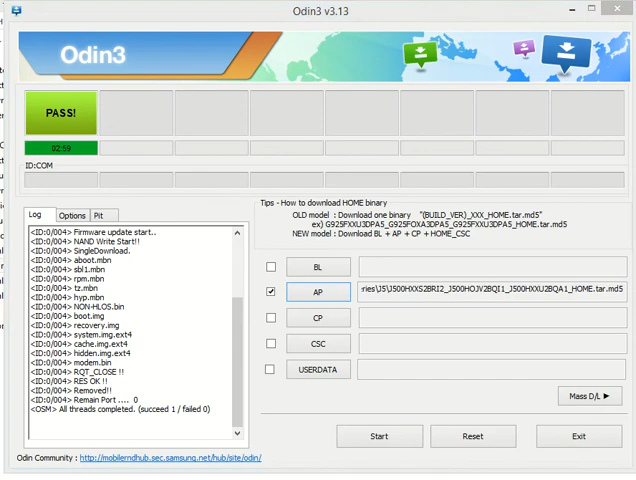 Odin3 v3.13
Odin3
PASS!
02:59
ID:COM
Log
Options
Pit
<ID:0/004> Firmware update start..
<ID:0/004> NAND Write Start!!
<ID:0/004> SingleDownload.
<ID:0/004> aboot.mbn
<ID:0/004> sbl1.mbn
<ID:0/004> rpm.mbn
<ID:0/004> tz.mbn
<ID:0/004> hyp.mbn
<ID:0/004> NON-HLOS.bin
<ID:0/004> boot.img
<ID:0/004> recovery.img
<ID:0/004> system.img.ext4
<ID:0/004> cache.img.ext4
<ID:0/004> hidden.img.ext4
<ID:0/004> modem.bin
<ID:0/004> RQT_CLOSE !!
<ID:0/004> RES OK !!
<ID:0/004> Removed!!
<ID:0/004> Remain Port .... 0
<OSM> All threads completed. (succeed 1 / failed 0)
Tips - How to download HOME binary
OLD model : Download one binary "(BUILD_VER)_XXX_HOME.tar.md5"
ex) G925FXXU3DPA5_G925FOXA3DPA5_G925FXXU3DPA5_HOME.tar.md5
NEW model : Download BL + AP + CP + HOME_CSC
BL
AP
ries\J5\J500HXXS2BRI2_J500HOJV2BQI1_J500HXXU2BQA1_HOME.tar.md5
CP
CSC
USERDATA
Mass D/L ►
Start
Reset
Exit
Odin Community : http://mobilerndhub.sec.samsung.net/hub/site/odin/